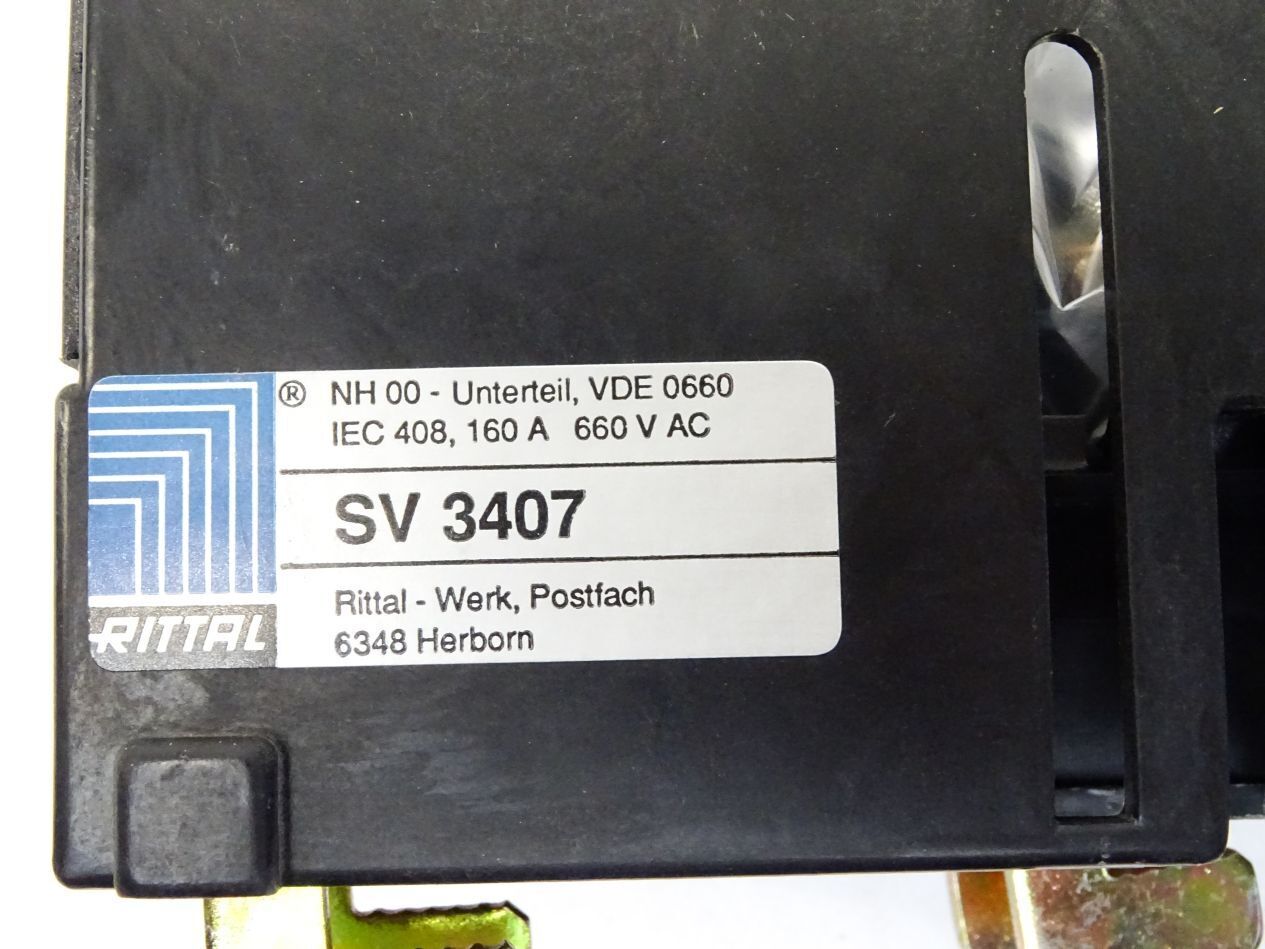 ® NH 00 - Unterteil, VDE 0660
IEC 408, 160 A 660 V AC
SV 3407
Rittal - Werk, Postfach
6348 Herborn
RITTAL